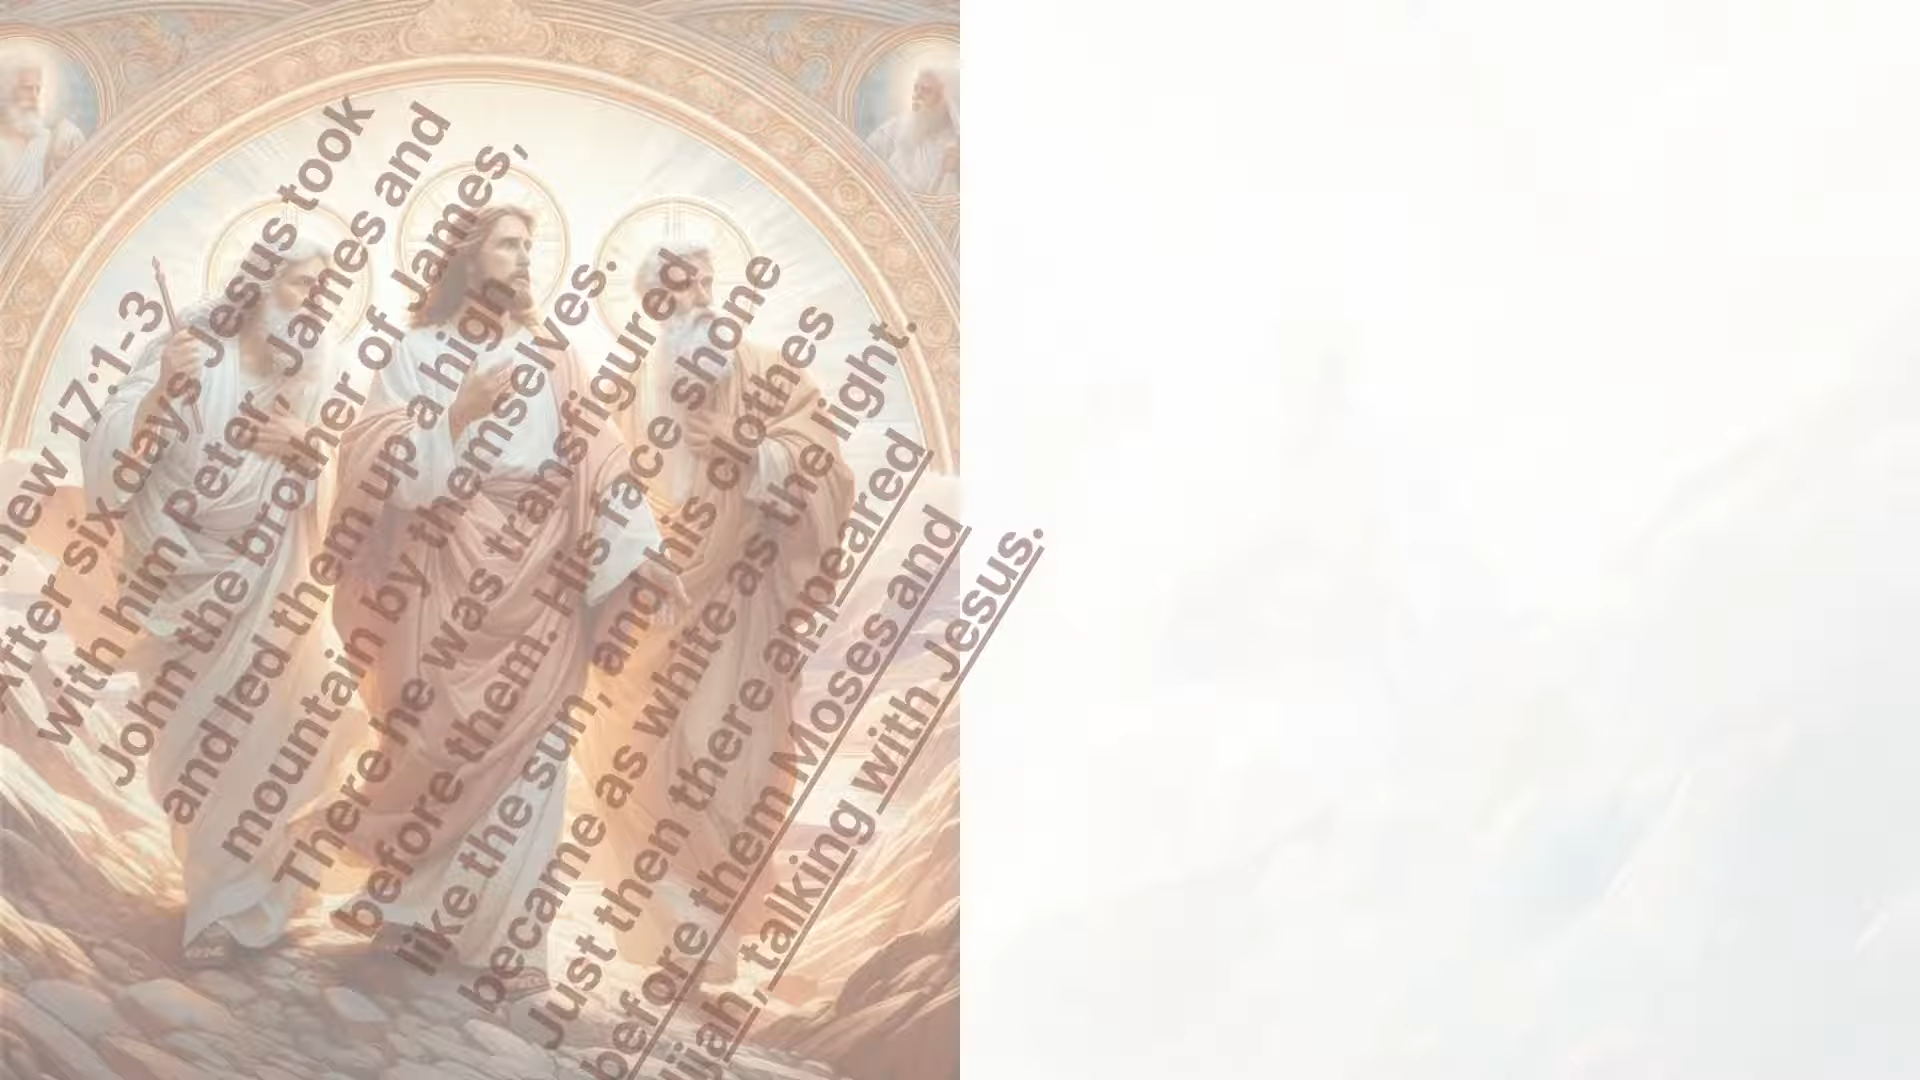 hew 17:1-3
After six days Jesus took
with him Peter, James and
John the brother of James,
and led them up a high
mountain by themselves.
There he was transfigured
before them. His face shone
like the sun, and his clothes
became as white as the light.
Just then there appeared
before them Moses and
lijah, talking with Jesus.